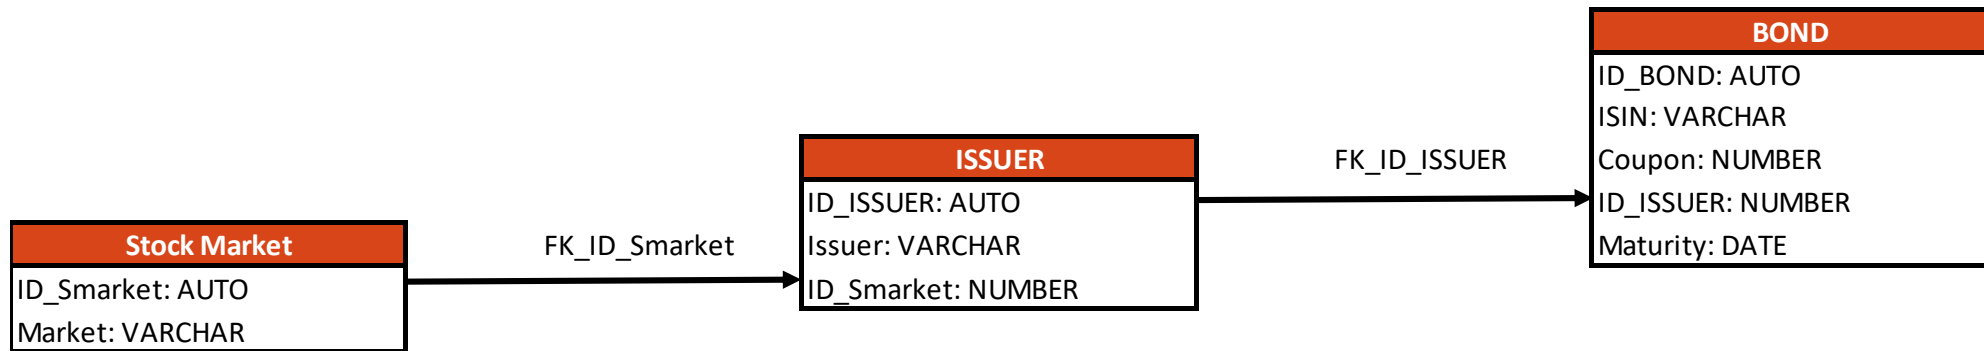 Stock Market
ID_Smarket: AUTO
Market: VARCHAR
FK_ID_Smarket
ISSUER
ID_ISSUER: AUTO
Issuer: VARCHAR
ID_Smarket: NUMBER
FK_ID_ISSUER
BOND
ID_BOND: AUTO
ISIN: VARCHAR
Coupon: NUMBER
ID_ISSUER: NUMBER
Maturity: DATE